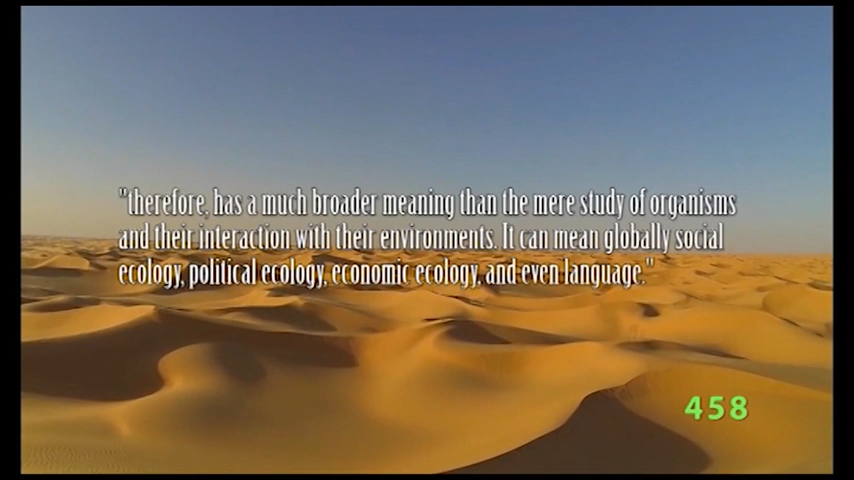 "therefore, has a much broader meaning than the mere study of organisms
and their interaction with their environments. It can mean globally social
ecology, political ecology, economic ecology, and even language."
458